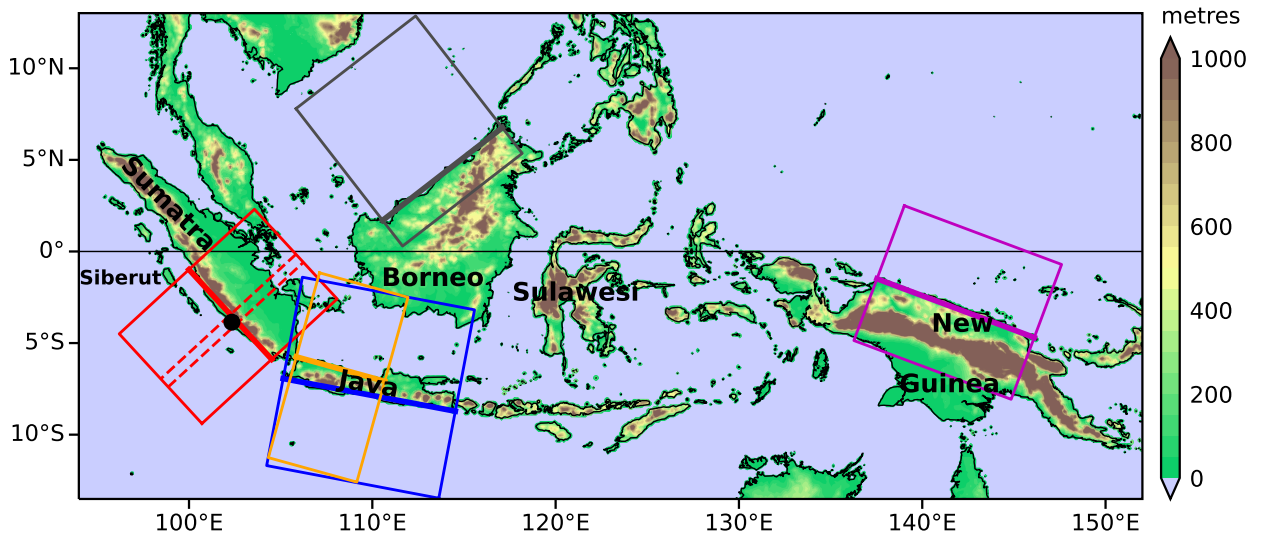 metres
10°N
5°N
0°
5°S
10°S
100°E
110°E
120°E
130°E
140°E
150°E
1000
800
600
400
200
0
Sumatra
Siberut
Borneo
Sulawesi
Java
New
Guinea